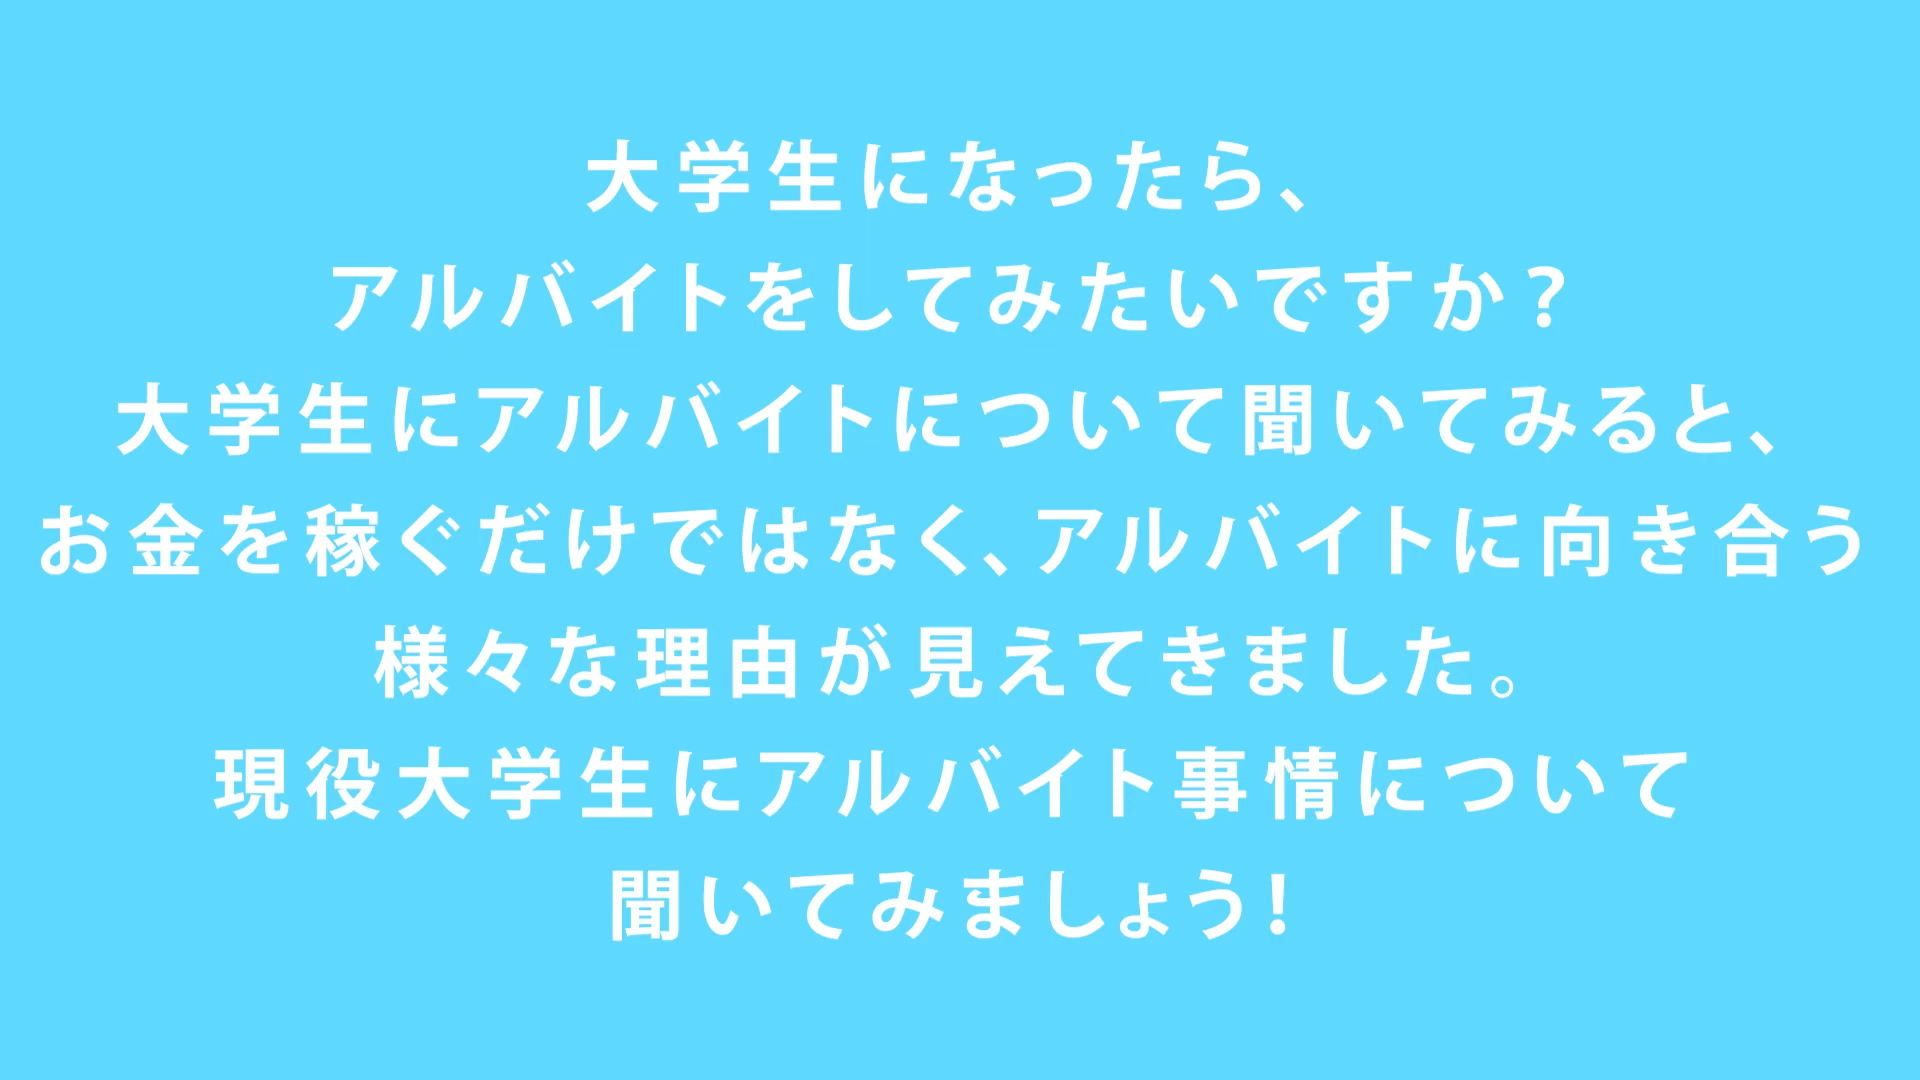 大学生になったら、
アルバイトをしてみたいですか？
大学生にアルバイトについて聞いてみると、
お金を稼ぐだけではなく、アルバイトに向き合う
様々な理由が見えてきました。
現役大学生にアルバイト事情について
聞いてみましょう！